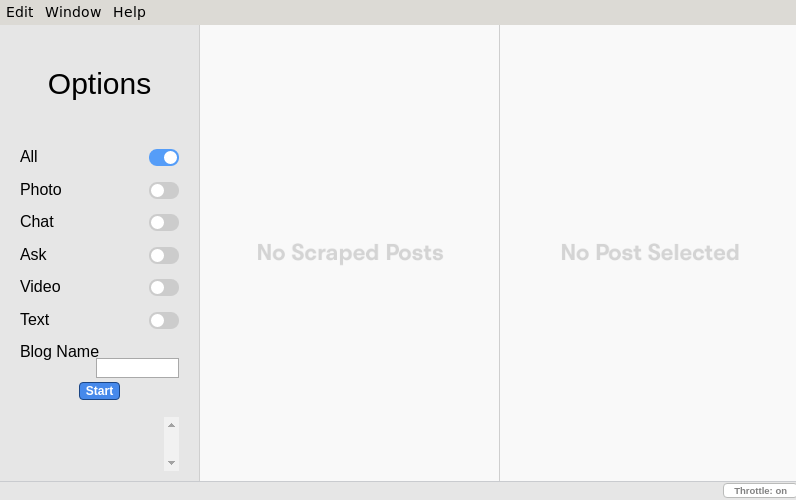 Edit Window Help
Options
All
Photo
Chat
Ask
Video
Text
Blog Name
Start
No Scraped Posts
No Post Selected
Throttle: on